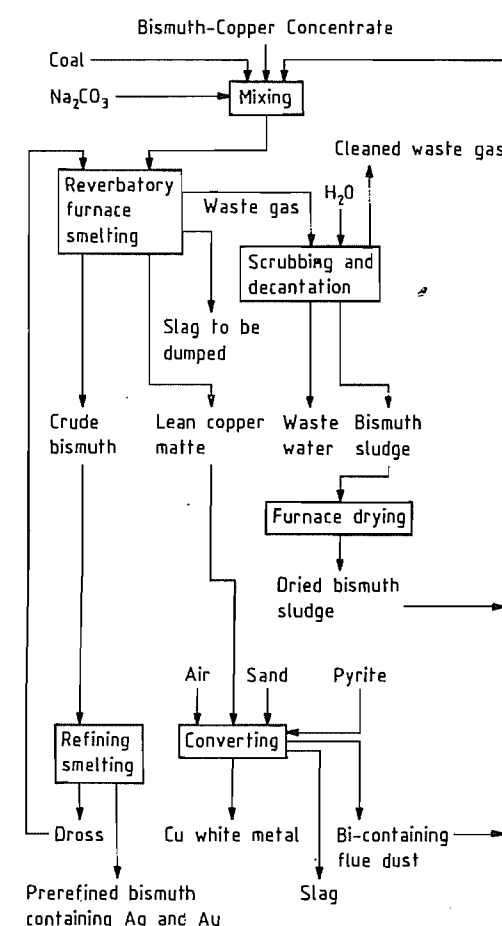 Bismuth-Copper Concentrate
Coal
Na₂CO₃
Mixing
Cleaned waste gas
Reverbatory
furnace
smelting
Waste gas
H₂O
Scrubbing and
decantation
Slag to be
dumped
Crude
bismuth
Lean copper
matte
Waste
water
Bismuth
sludge
Furnace drying
Dried bismuth
sludge
Air
Sand
Pyrite
Refining
smelting
Converting
Dross
Cu white metal
Bi-containing
flue dust
Prerefined bismuth
containing Ag and Au
Slag